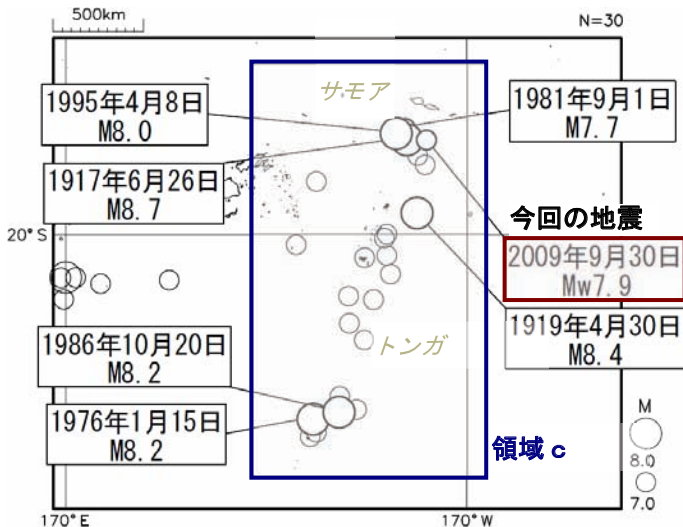 500km
N=30
サモア
1995年4月8日
M8.0
1981年9月1日
M7.7
1917年6月26日
M8.7
今回の地震
20°S
2009年9月30日
Mw7.9
1919年4月30日
M8.4
トンガ
1986年10月20日
M8.2
1976年1月15日
M8.2
領域c
M
8.0
7.0
170°E
170°W